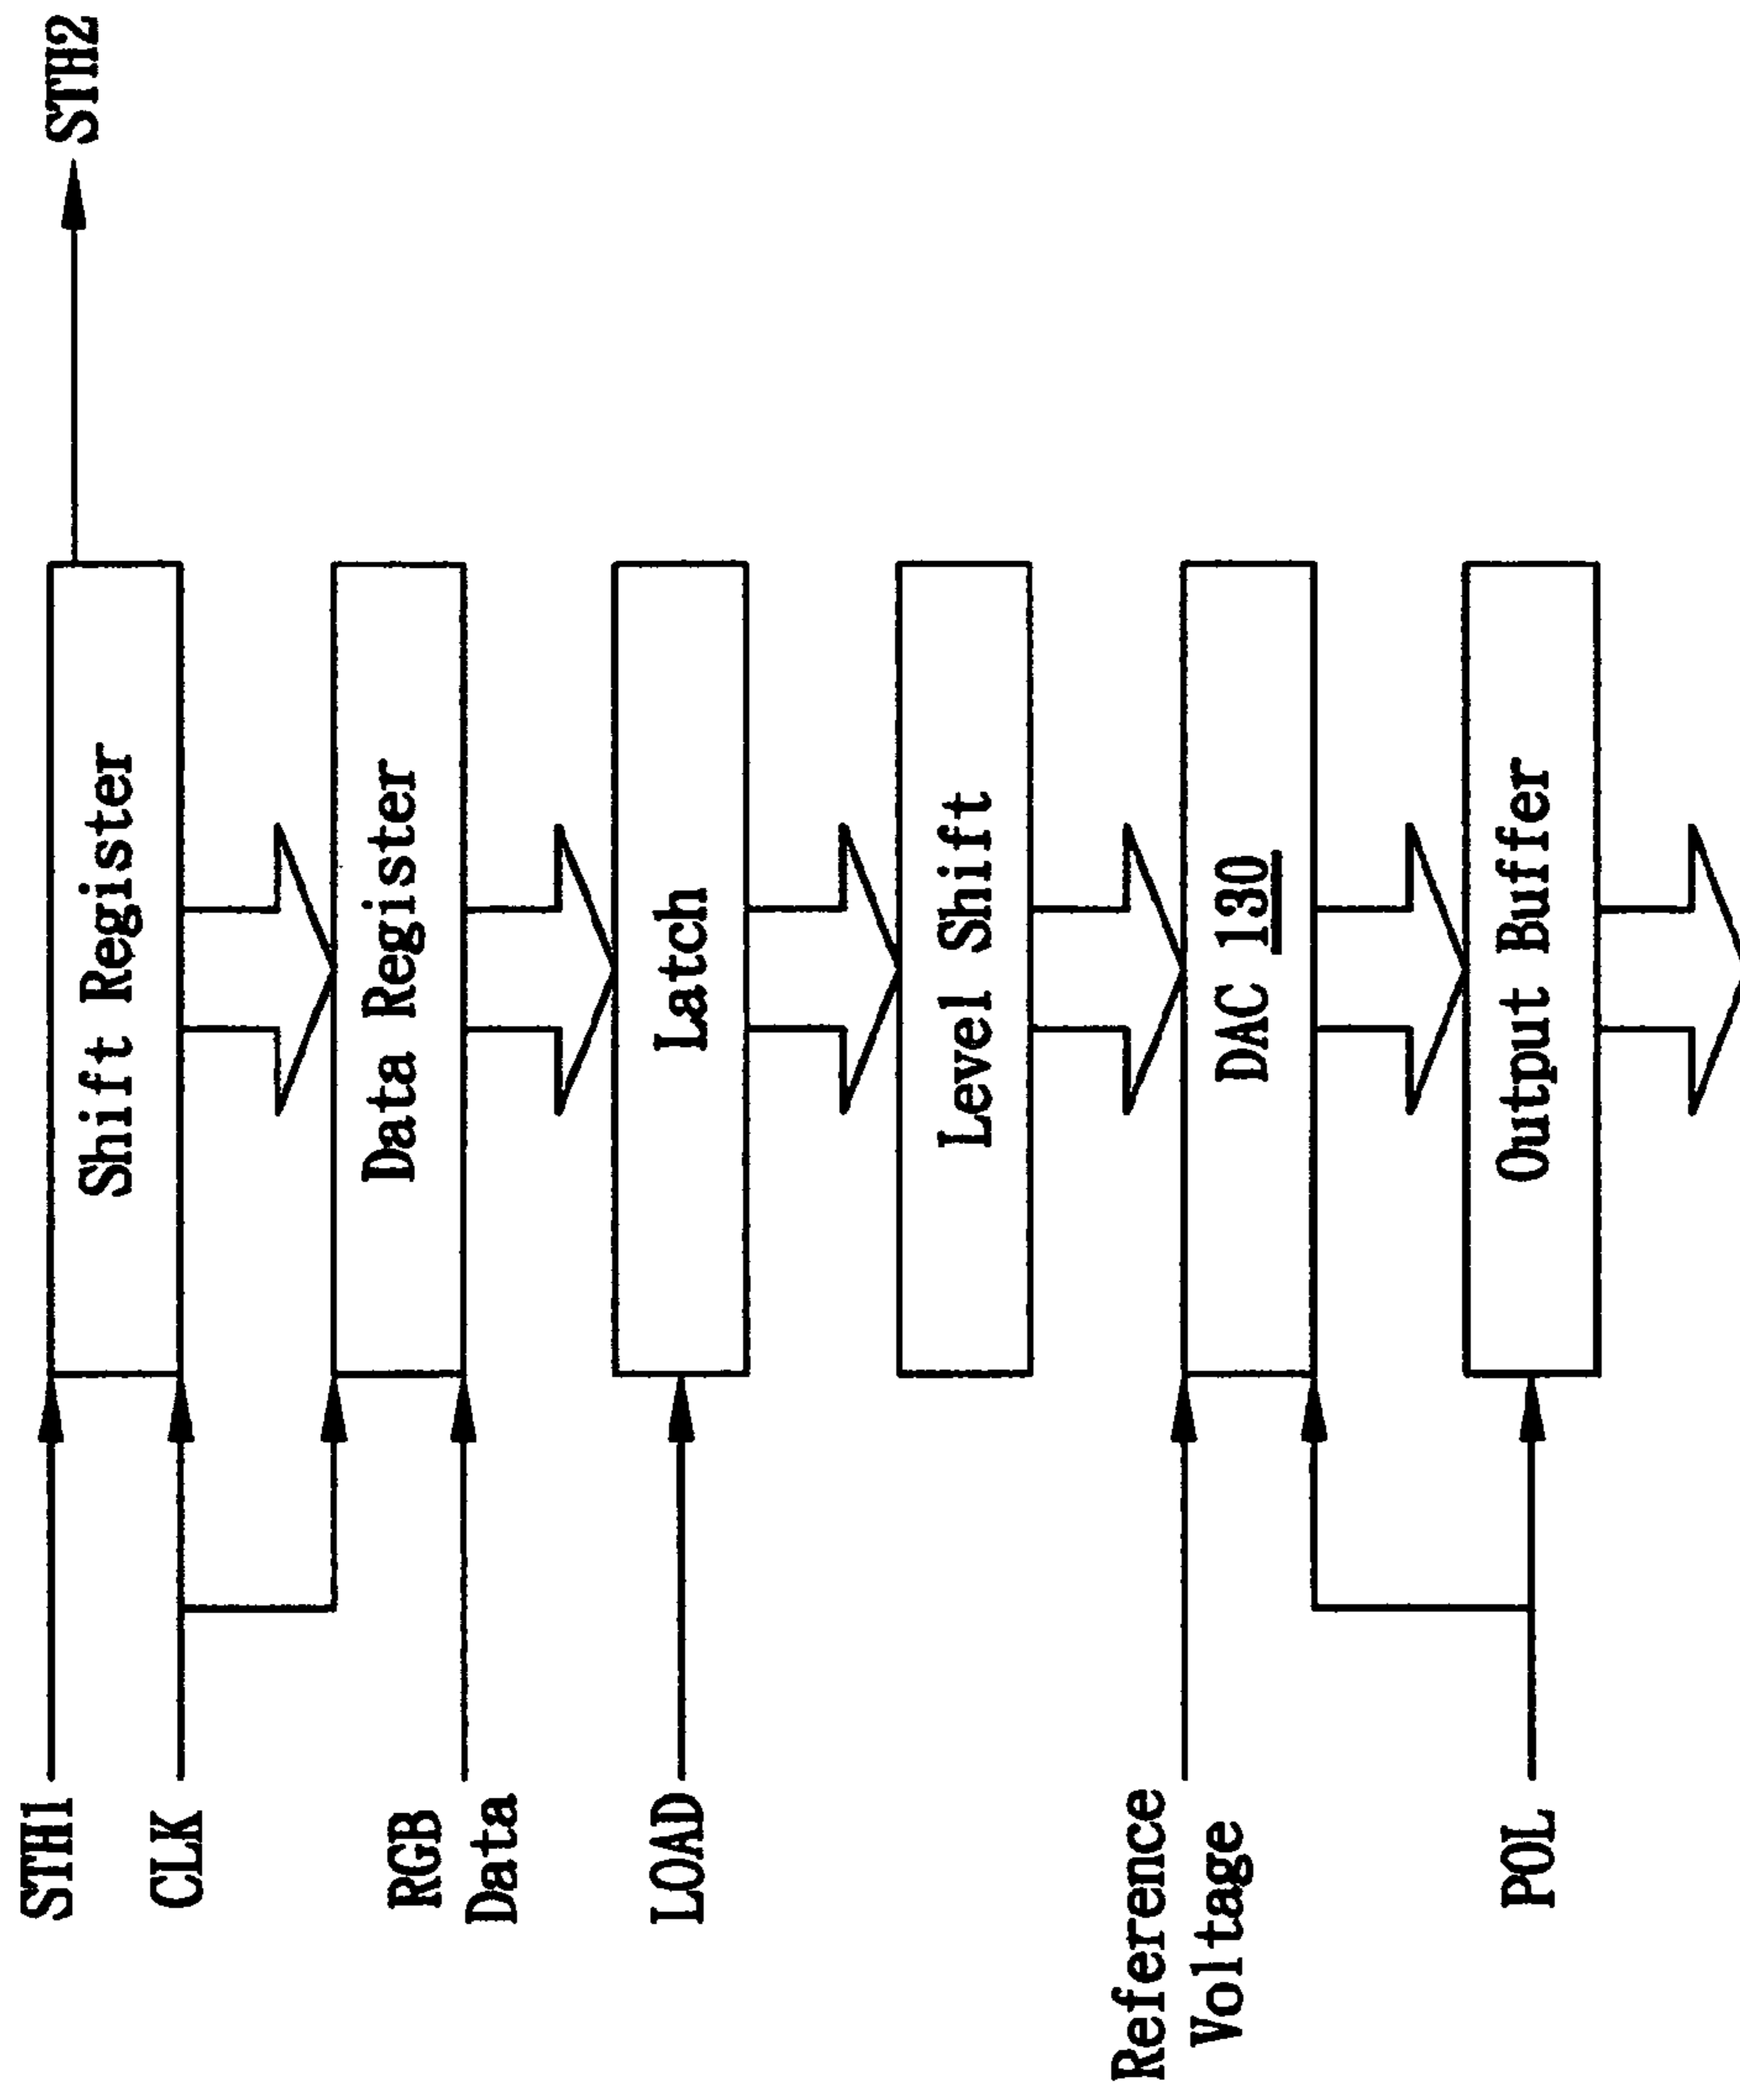 STH1
CLK
RGB
Data
LOAD
Reference
Voltage
POL
Shift Register
Data Register
Latch
Level Shift
DAC 130
Output Buffer
STH2